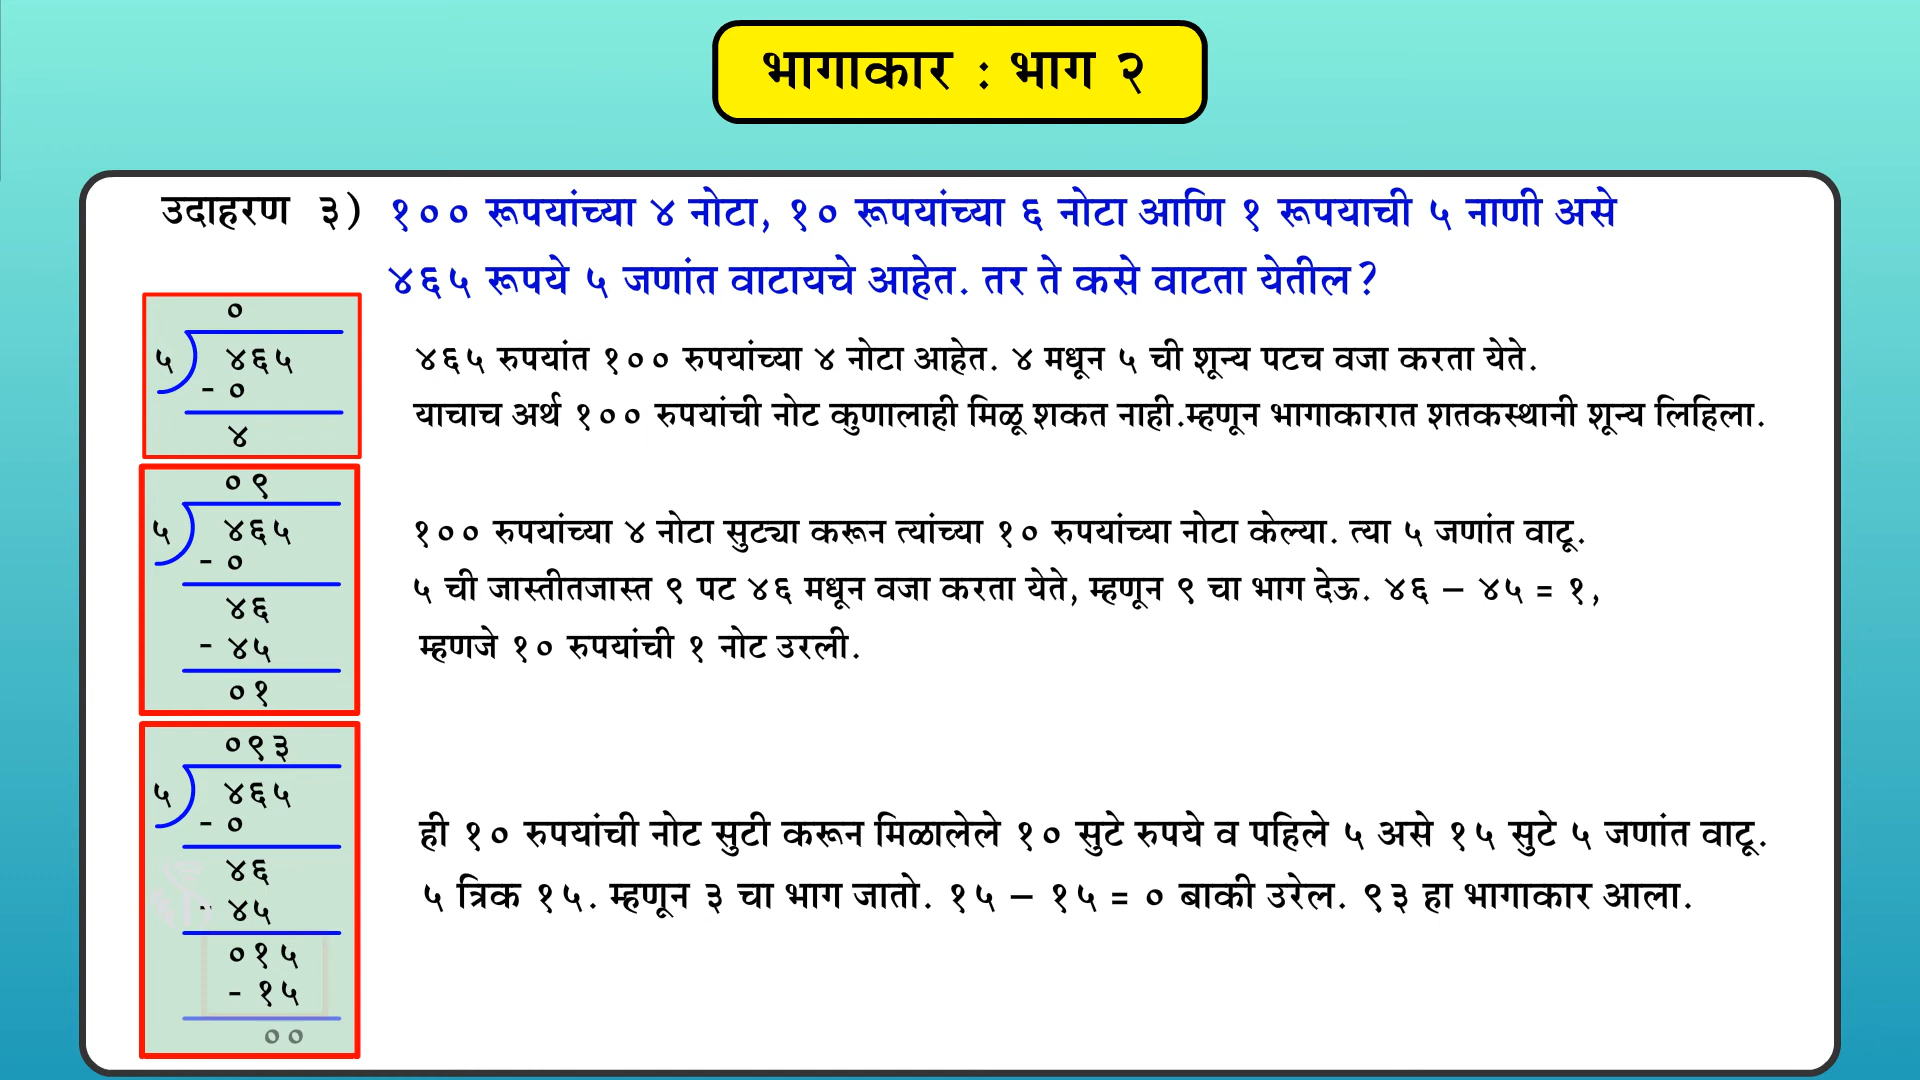 भागाकार : भाग २
उदाहरण ३) १०० रूपयांच्या ४ नोटा, १० रूपयांच्या ६ नोटा आणि १ रूपयाची ५ नाणी असे
४६५ रूपये ५ जणांत वाटायचे आहेत. तर ते कसे वाटता येतील?
०
५ ४६५
- ०
४
४६५ रुपयांत १०० रुपयांच्या ४ नोटा आहेत. ४ मधून ५ ची शून्य पटच वजा करता येते.
याचाच अर्थ १०० रुपयांची नोट कुणालाही मिळू शकत नाही.म्हणून भागाकारात शतकस्थानी शून्य लिहिला.
०९
५ ४६५
- ०
४६
- ४५
०१
१०० रुपयांच्या ४ नोटा सुट्या करून त्यांच्या १० रुपयांच्या नोटा केल्या. त्या ५ जणांत वाटू.
५ ची जास्तीतजास्त ९ पट ४६ मधून वजा करता येते, म्हणून ९ चा भाग देऊ. ४६ – ४५ = १,
म्हणजे १० रुपयांची १ नोट उरली.
०९३
५ ४६५
- ०
४६
- ४५
०१५
- १५
००
ही १० रुपयांची नोट सुटी करून मिळालेले १० सुटे रुपये व पहिले ५ असे १५ सुटे ५ जणांत वाटू.
५ त्रिक १५. म्हणून ३ चा भाग जातो. १५ – १५ = ० बाकी उरेल. ९३ हा भागाकार आला.